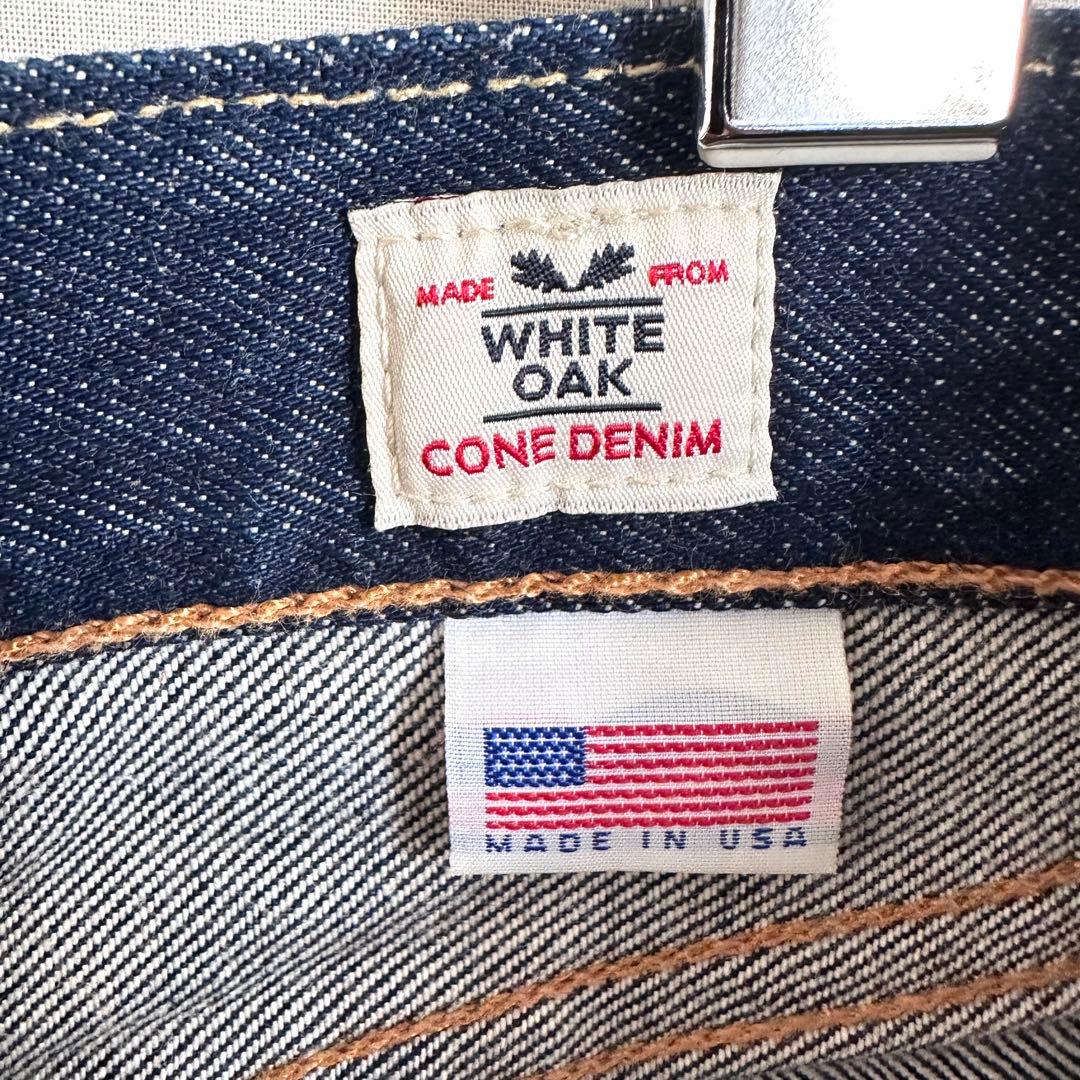 MADE FROM
WHITE
OAK
CONE DENIM
MADE IN USA